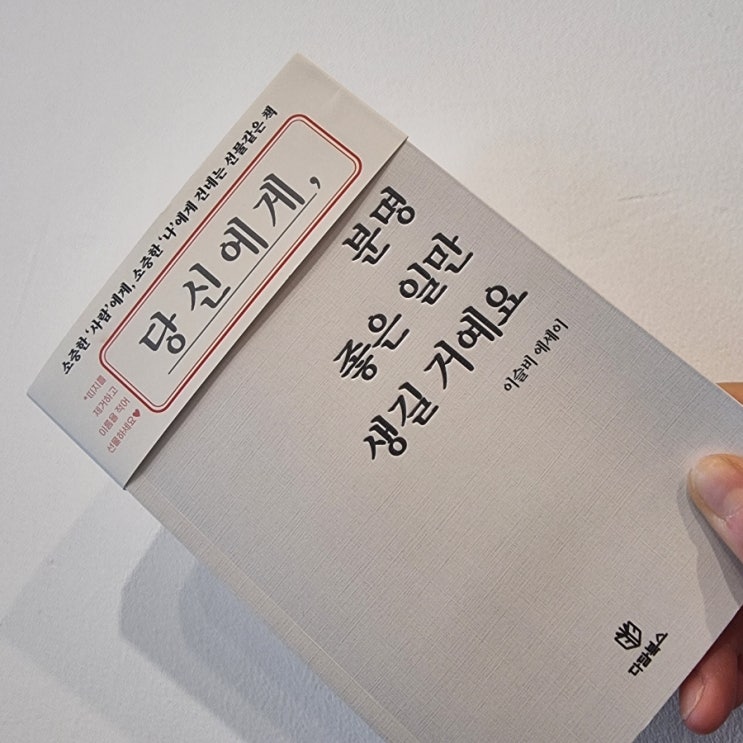 소중한 '사람'에게, 소중한 '나'에게 건네는 선물같은 책
당신에게,
*띠지를
제거하고
이름을 적어
선물하세요♥
분명
좋은 일만
생길 거예요
이슬비 에세이
다담북스